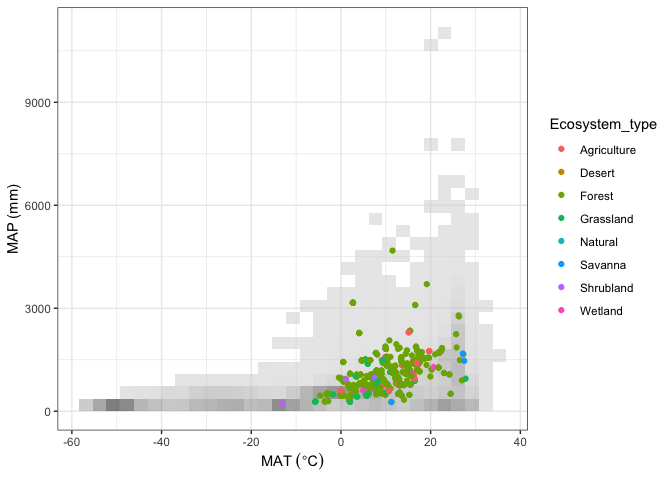 9000
6000
3000
0
MAP (mm)
-60 -40 -20 0 20 40
MAT (°C)
Ecosystem_type
Agriculture
Desert
Forest
Grassland
Natural
Savanna
Shrubland
Wetland